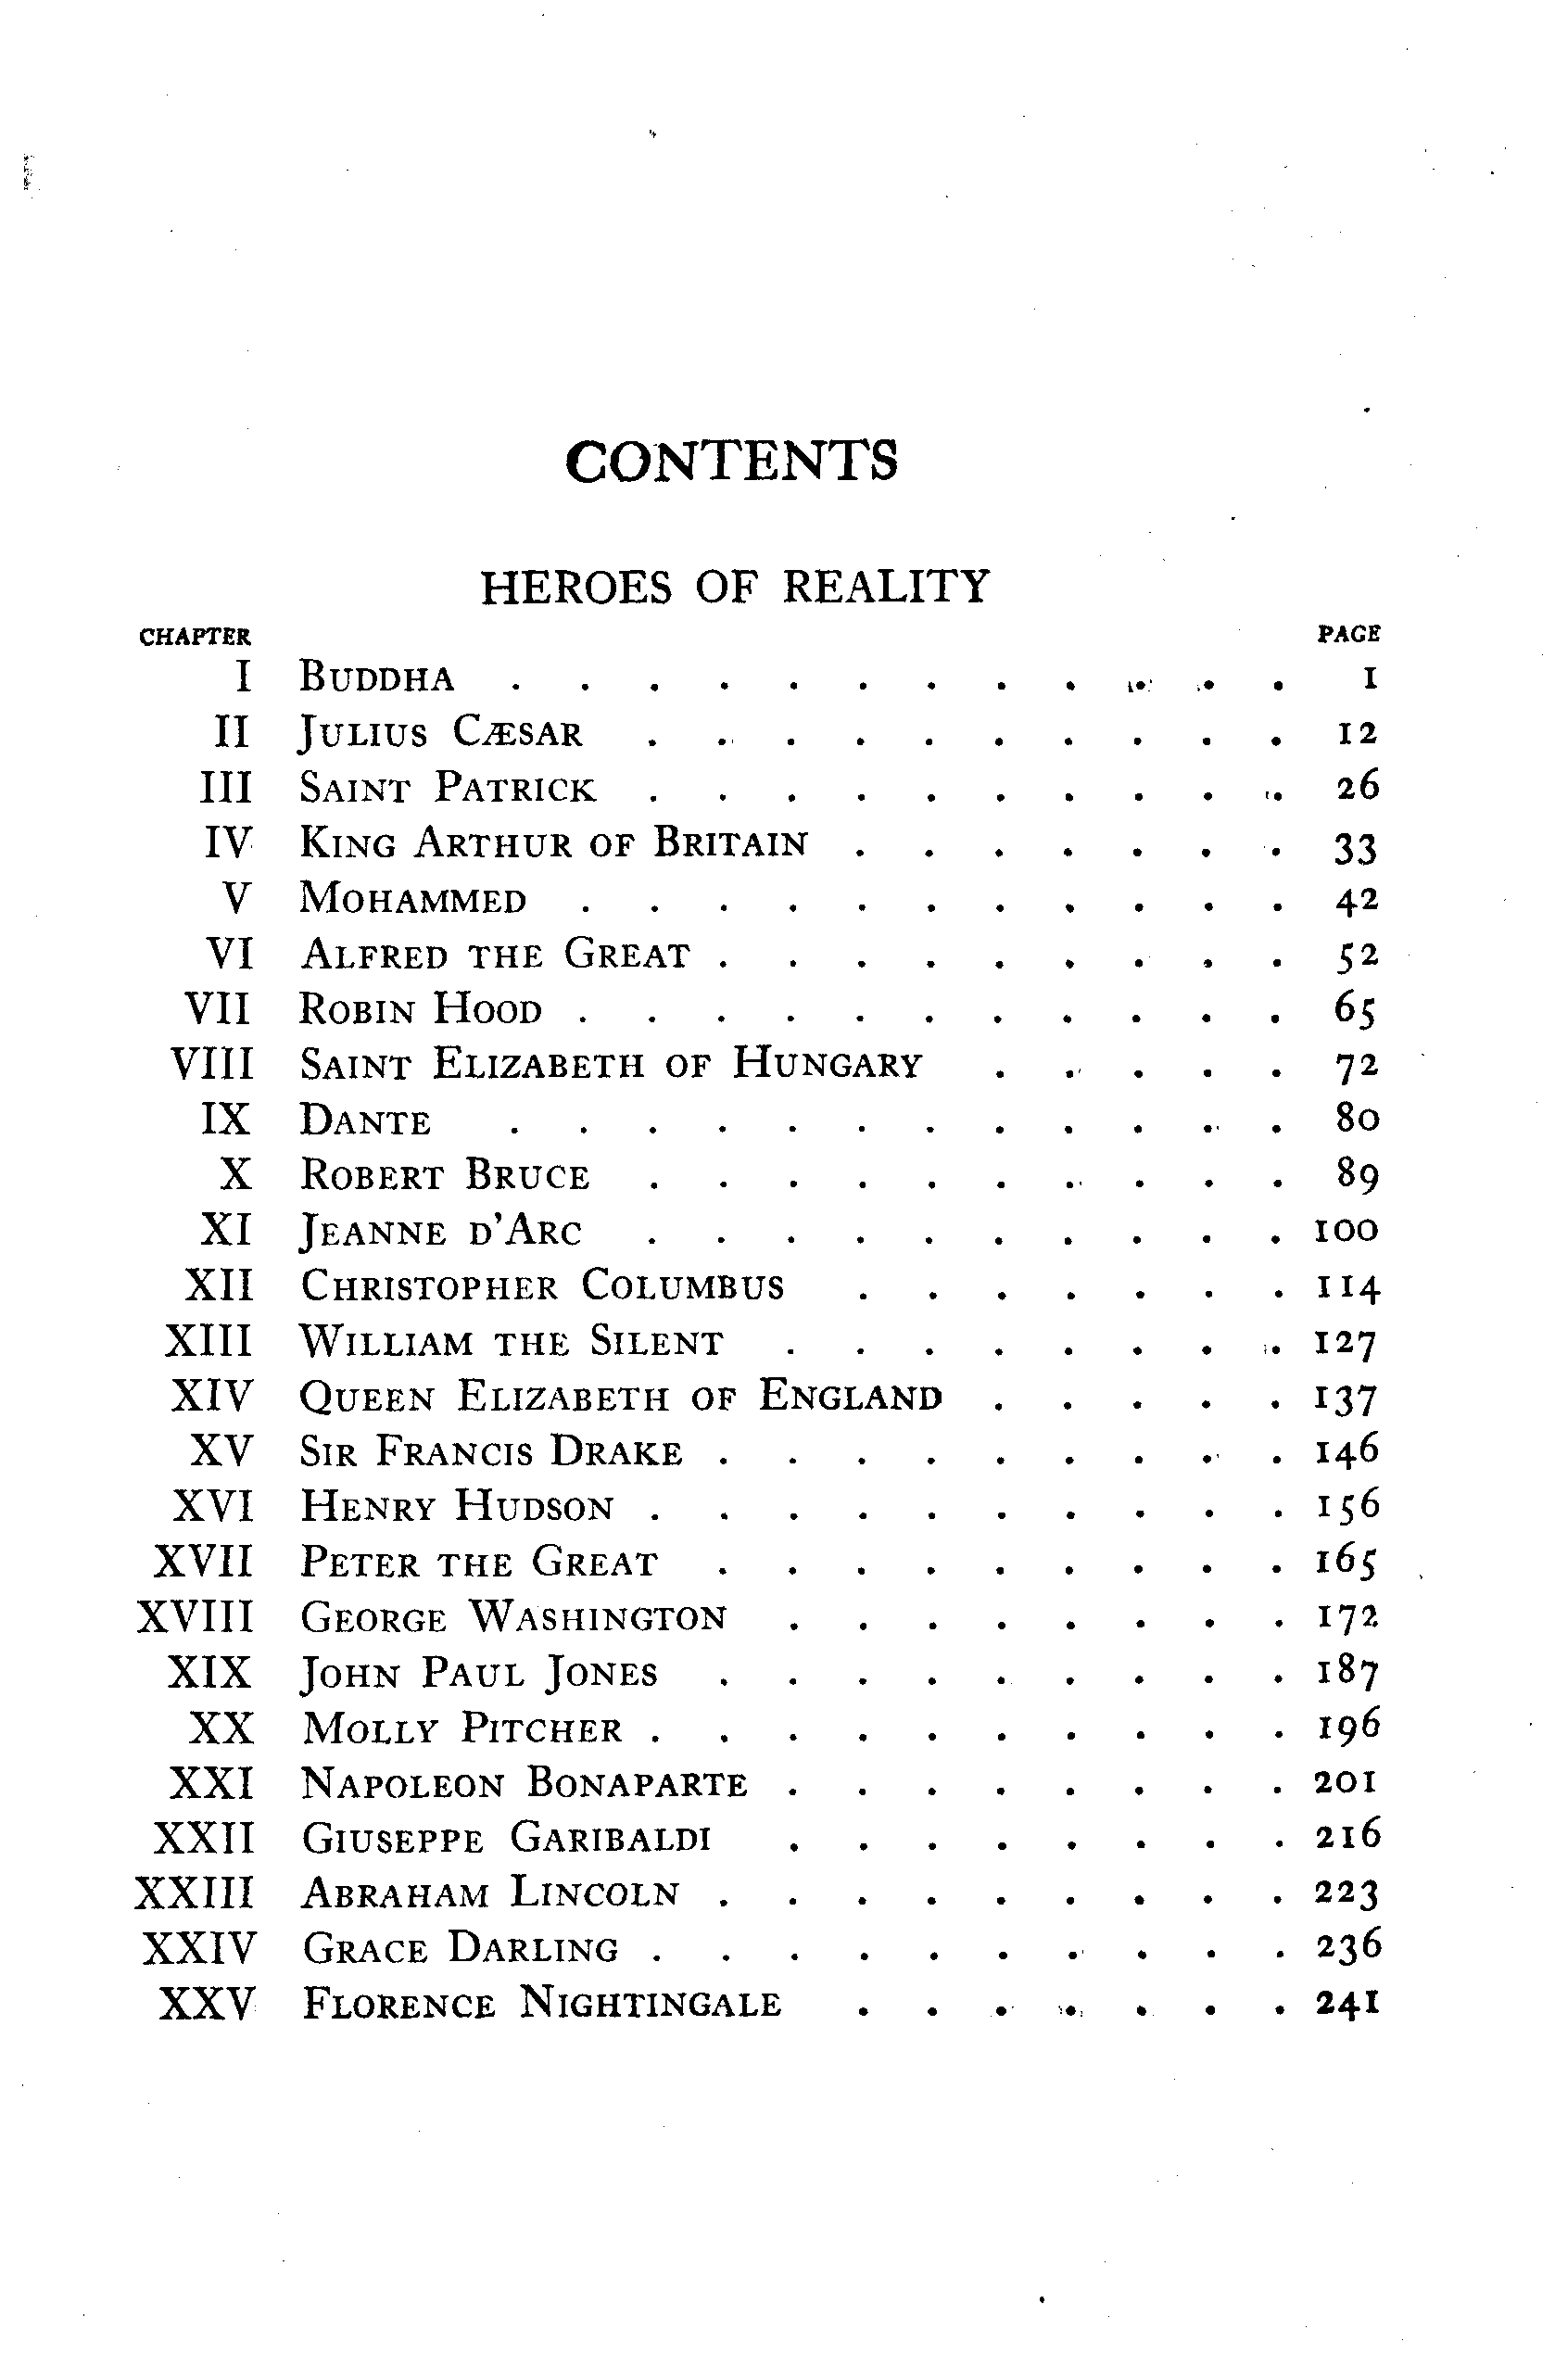 CONTENTS
HEROES OF REALITY
CHAPTER PAGE
I BUDDHA . . . . . . . . . . . . 1
II JULIUS CÆSAR . . . . . . . . . . 12
III SAINT PATRICK . . . . . . . . . . 26
IV KING ARTHUR OF BRITAIN . . . . . . . 33
V MOHAMMED . . . . . . . . . . . 42
VI ALFRED THE GREAT . . . . . . . . . 52
VII ROBIN HOOD . . . . . . . . . . . 65
VIII SAINT ELIZABETH OF HUNGARY . . . . . 72
IX DANTE . . . . . . . . . . . . 80
X ROBERT BRUCE . . . . . . . . . . 89
XI JEANNE D'ARC . . . . . . . . . . 100
XII CHRISTOPHER COLUMBUS . . . . . . . 114
XIII WILLIAM THE SILENT . . . . . . . . 127
XIV QUEEN ELIZABETH OF ENGLAND . . . . . 137
XV SIR FRANCIS DRAKE . . . . . . . . . 146
XVI HENRY HUDSON . . . . . . . . . . 156
XVII PETER THE GREAT . . . . . . . . . 165
XVIII GEORGE WASHINGTON . . . . . . . . 172
XIX JOHN PAUL JONES . . . . . . . . . 187
XX MOLLY PITCHER . . . . . . . . . . 196
XXI NAPOLEON BONAPARTE . . . . . . . . 201
XXII GIUSEPPE GARIBALDI . . . . . . . . 216
XXIII ABRAHAM LINCOLN . . . . . . . . . 223
XXIV GRACE DARLING . . . . . . . . . . 236
XXV FLORENCE NIGHTINGALE . . . . . . . 241